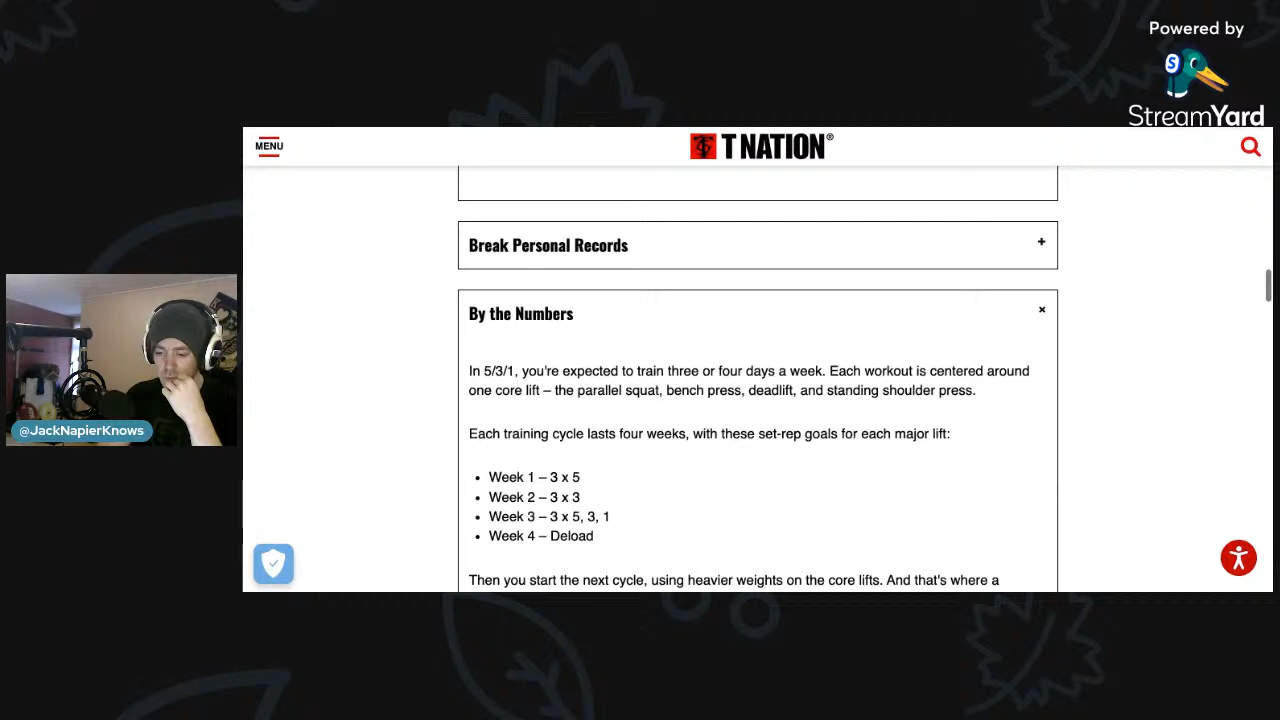 Powered by
S
StreamYard
MENU
T NATION®
Break Personal Records +
By the Numbers ×
In 5/3/1, you're expected to train three or four days a week. Each workout is centered around
one core lift – the parallel squat, bench press, deadlift, and standing shoulder press.
Each training cycle lasts four weeks, with these set-rep goals for each major lift:
• Week 1 – 3 x 5
• Week 2 – 3 x 3
• Week 3 – 3 x 5, 3, 1
• Week 4 – Deload
Then you start the next cycle, using heavier weights on the core lifts. And that's where a
@JackNapierKnows